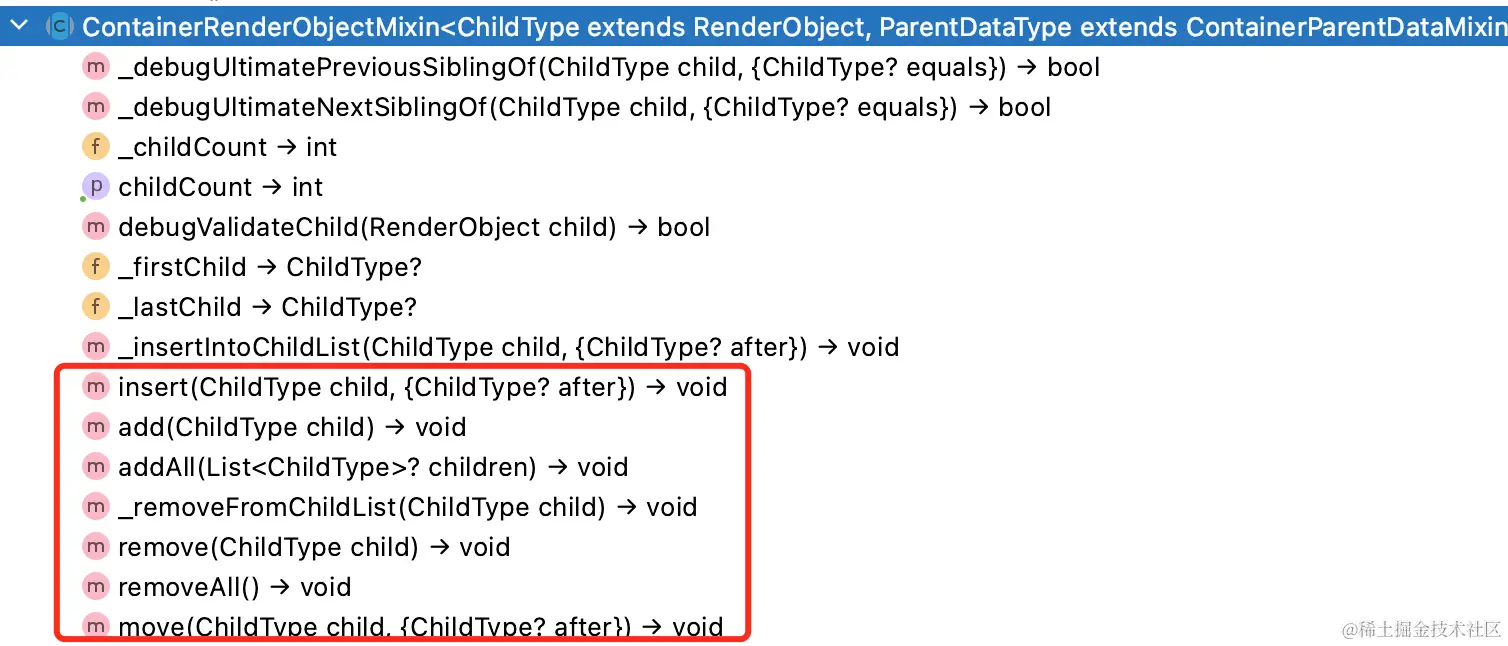 ContainerRenderObjectMixin<ChildType extends RenderObject, ParentDataType extends ContainerParentDataMixin
m _debugUltimatePreviousSiblingOf(ChildType child, {ChildType? equals}) → bool
m _debugUltimateNextSiblingOf(ChildType child, {ChildType? equals}) → bool
f _childCount → int
p childCount → int
m debugValidateChild(RenderObject child) → bool
f _firstChild → ChildType?
f _lastChild → ChildType?
m _insertIntoChildList(ChildType child, {ChildType? after}) → void
m insert(ChildType child, {ChildType? after}) → void
m add(ChildType child) → void
m addAll(List<ChildType>? children) → void
m _removeFromChildList(ChildType child) → void
m remove(ChildType child) → void
m removeAll() → void
m move(ChildType child, {ChildType? after}) → void
@稀土掘金技术社区